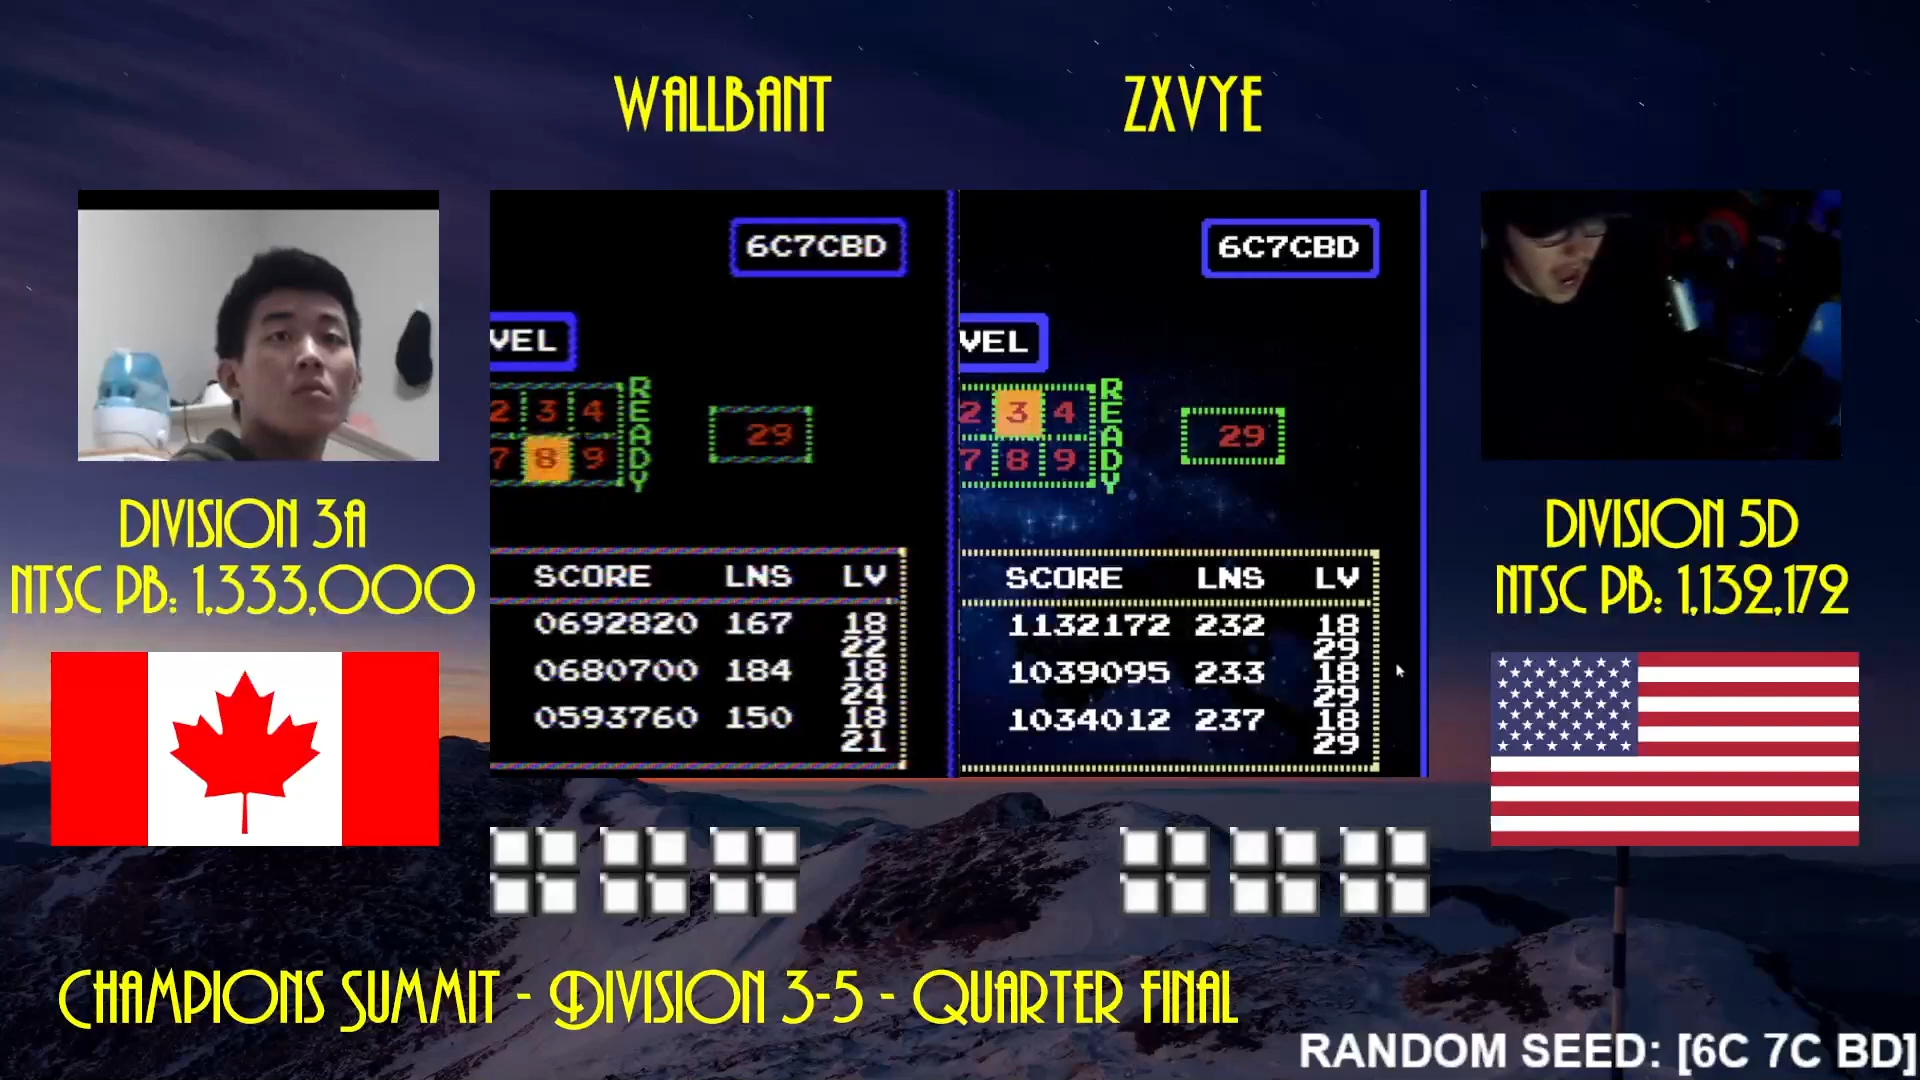 WALLBANT
ZXVYE
6C7CBD
6C7CBD
VEL
VEL
2 3 4
7 8 9
READY
29
2 3 4
7 8 9
READY
29
DIVISION 3A
NTSC PB: 1,333,000
DIVISION 5D
NTSC PB: 1,132,172
SCORE LNS LV
0692820 167 18
22
0680700 184 18
24
0593760 150 18
21
SCORE LNS LV
1132172 232 18
29
1039095 233 18
29
1034012 237 18
29
CHAMPIONS SUMMIT - DIVISION 3-5 - QUARTER FINAL
RANDOM SEED: [6C 7C BD]